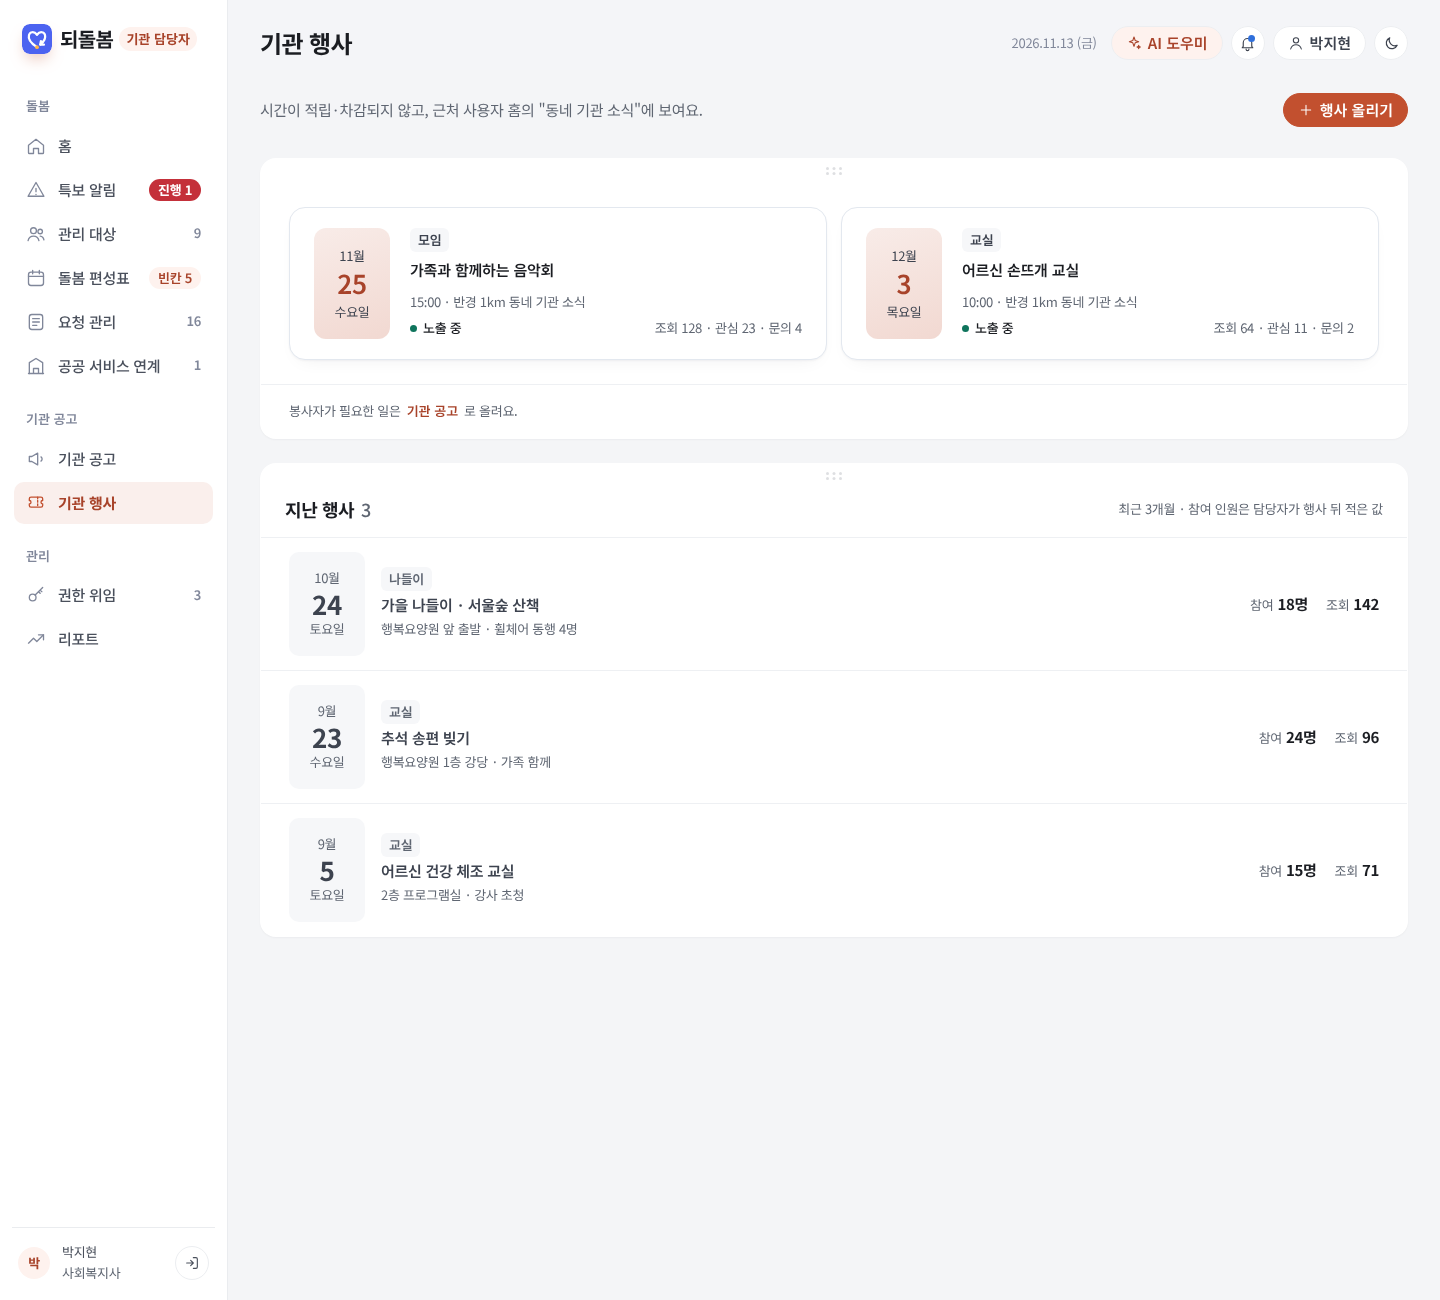 되돌봄 기관 담당자
돌봄
홈
특보 알림 진행 1
관리 대상 9
돌봄 편성표 빈칸 5
요청 관리 16
공공 서비스 연계 1
기관 공고
기관 공고
기관 행사
관리
권한 위임 3
리포트
박
박지현
사회복지사
기관 행사
2026.11.13 (금)
AI 도우미
박지현
시간이 적립·차감되지 않고, 근처 사용자 홈의 "동네 기관 소식"에 보여요.
행사 올리기
11월
25
수요일
모임
가족과 함께하는 음악회
15:00 · 반경 1km 동네 기관 소식
노출 중
조회 128 · 관심 23 · 문의 4
12월
3
목요일
교실
어르신 손뜨개 교실
10:00 · 반경 1km 동네 기관 소식
노출 중
조회 64 · 관심 11 · 문의 2
봉사자가 필요한 일은 기관 공고 로 올려요.
지난 행사 3
최근 3개월 · 참여 인원은 담당자가 행사 뒤 적은 값
10월
24
토요일
나들이
가을 나들이 · 서울숲 산책
행복요양원 앞 출발 · 휠체어 동행 4명
참여 18명 조회 142
9월
23
수요일
교실
추석 송편 빚기
행복요양원 1층 강당 · 가족 함께
참여 24명 조회 96
9월
5
토요일
교실
어르신 건강 체조 교실
2층 프로그램실 · 강사 초청
참여 15명 조회 71